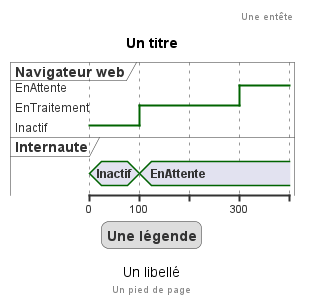 Une entête
Un titre
Navigateur web
EnAttente
EnTraitement
Inactif
Internaute
Inactif EnAttente
0 100 300
Une légende
Un libellé
Un pied de page